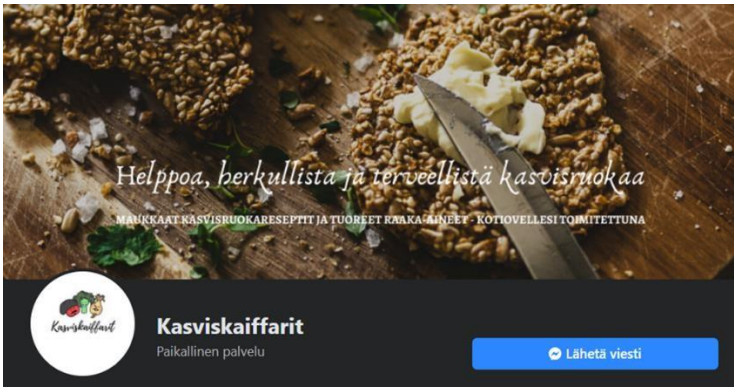 Helppoa, herkullista ja terveellistä kasvisruokaa
MAUKKAAT KASVISRUOKARESEPTIT JA TUOREET RAAKA-AINEET - KOTIOVELLESI TOIMITETTUNA
Kasviskaiffarit
Kasviskaiffarit
Paikallinen palvelu
Lähetä viesti